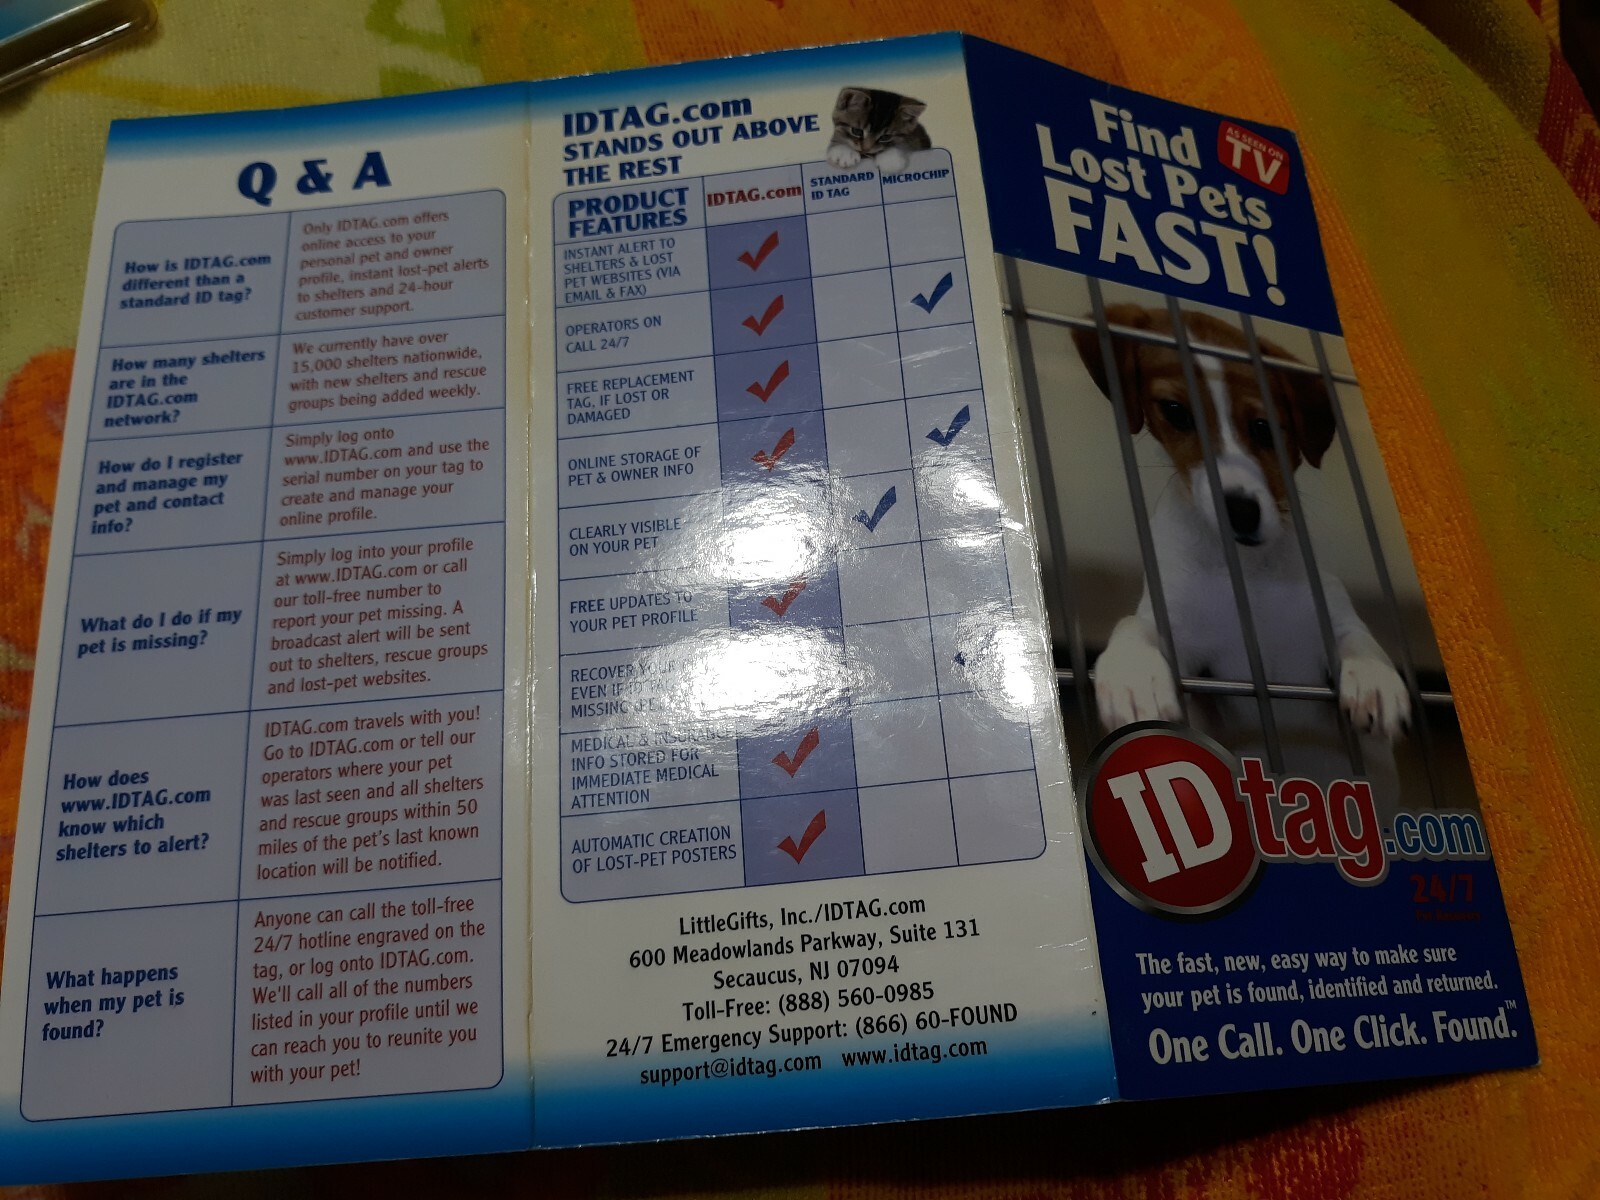 Q & A
How is IDTAG.com
different than a
standard ID tag?
Only IDTAG.com offers
online access to your
personal pet and owner
profile, instant lost-pet alerts
to shelters and 24-hour
customer support.
How many shelters
are in the
IDTAG.com
network?
We currently have over
15,000 shelters nationwide,
with new shelters and rescue
groups being added weekly.
How do I register
and manage my
pet and contact
info?
Simply log onto
www.IDTAG.com and use the
serial number on your tag to
create and manage your
online profile.
What do I do if my
pet is missing?
Simply log into your profile
at www.IDTAG.com or call
our toll-free number to
report your pet missing. A
broadcast alert will be sent
out to shelters, rescue groups
and lost-pet websites.
How does
www.IDTAG.com
know which
shelters to alert?
IDTAG.com travels with you!
Go to IDTAG.com or tell our
operators where your pet
was last seen and all shelters
and rescue groups within 50
miles of the pet's last known
location will be notified.
What happens
when my pet is
found?
Anyone can call the toll-free
24/7 hotline engraved on the
tag, or log onto IDTAG.com.
We'll call all of the numbers
listed in your profile until we
can reach you to reunite you
with your pet!
IDTAG.com
STANDS OUT ABOVE
THE REST
PRODUCT
FEATURES
IDTAG.com
STANDARD
ID TAG
MICROCHIP
INSTANT ALERT TO
SHELTERS & LOST
PET WEBSITES (VIA
EMAIL & FAX)
OPERATORS ON
CALL 24/7
FREE REPLACEMENT
TAG, IF LOST OR
DAMAGED
ONLINE STORAGE OF
PET & OWNER INFO
CLEARLY VISIBLE
ON YOUR PET
FREE UPDATES TO
YOUR PET PROFILE
RECOVER YOUR
EVEN IF
MISSING
MEDICAL & INSURANCE
INFO STORED FOR
IMMEDIATE MEDICAL
ATTENTION
AUTOMATIC CREATION
OF LOST-PET POSTERS
LittleGifts, Inc./IDTAG.com
600 Meadowlands Parkway, Suite 131
Secaucus, NJ 07094
Toll-Free: (888) 560-0985
24/7 Emergency Support: (866) 60-FOUND
support@idtag.com www.idtag.com
Find
Lost Pets
FAST!
AS SEEN ON
TV
IDtag.com
24/7
The fast, new, easy way to make sure
your pet is found, identified and returned.
One Call. One Click. Found.™